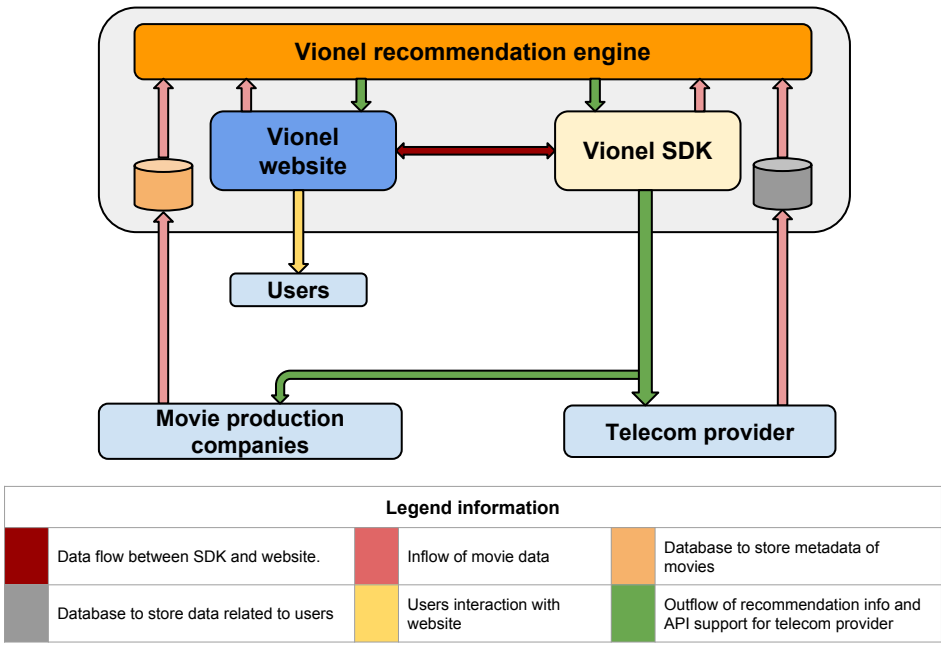 Vionel recommendation engine
Vionel
website
Vionel SDK
Users
Movie production
companies
Telecom provider
Legend information
Data flow between SDK and website.
Inflow of movie data
Database to store metadata of
movies
Database to store data related to users
Users interaction with
website
Outflow of recommendation info and
API support for telecom provider